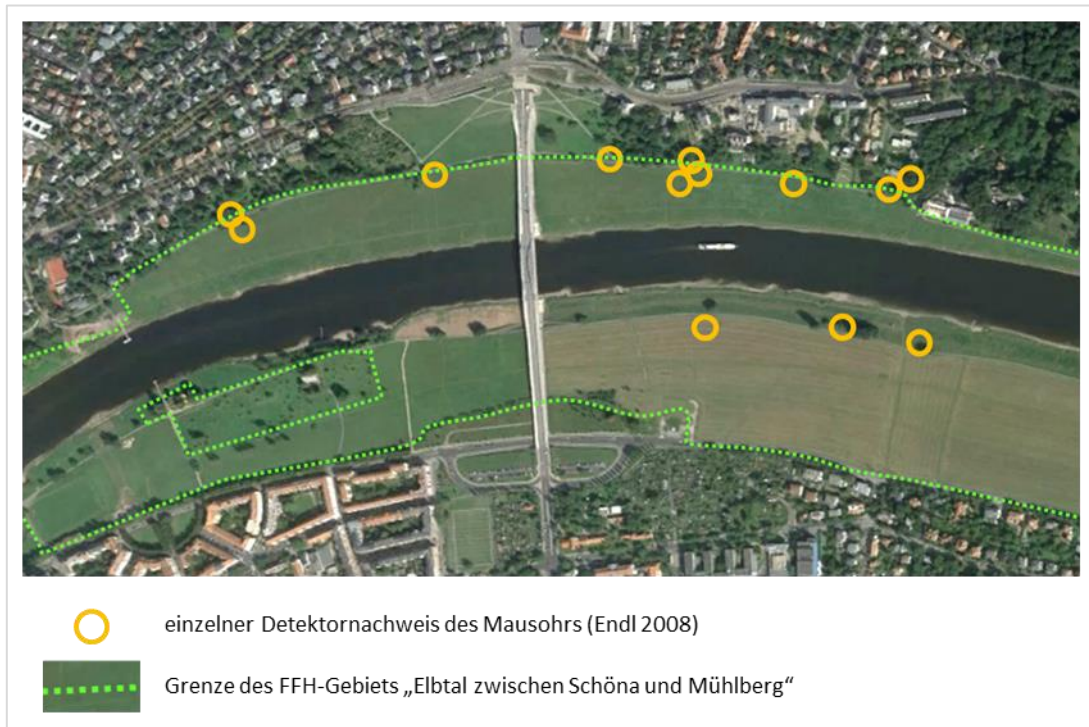 einzelner Detektornachweis des Mausohrs (Endl 2008)
Grenze des FFH-Gebiets „Elbtal zwischen Schöna und Mühlberg“